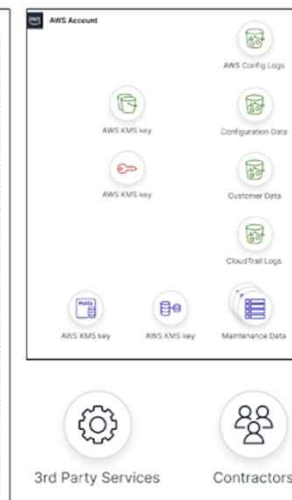 AWS Account
AWS Config Logs
AWS KMS key
Configuration Data
AWS KMS key
Customer Data
CloudTrail Logs
AWS KMS key
AWS KMS key
Maintenance Data
3rd Party Services
Contractors